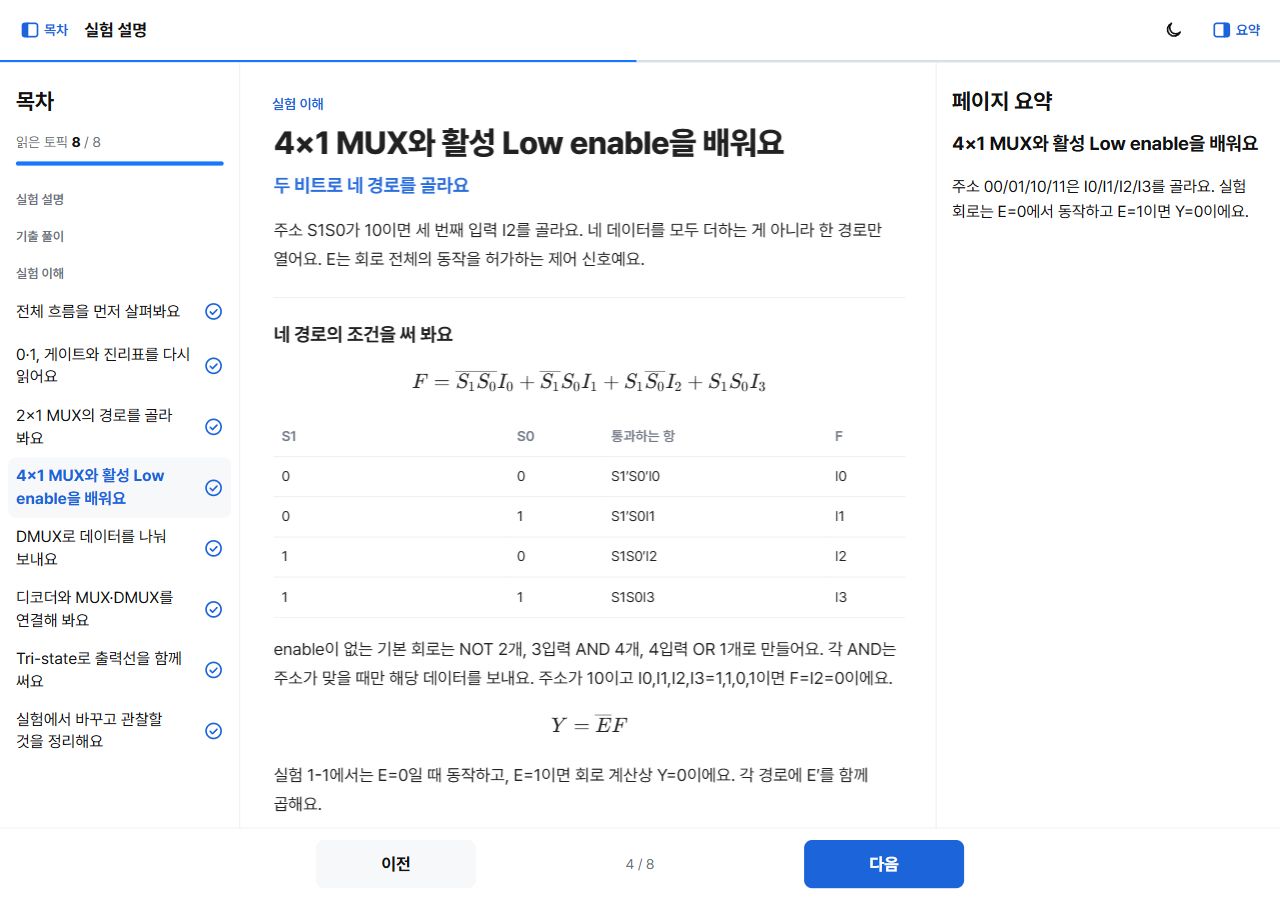 목차
실험 설명
요약
목차
읽은 토픽 8 / 8
실험 설명
기출 풀이
실험 이해
전체 흐름을 먼저 살펴봐요
0·1, 게이트와 진리표를 다시
읽어요
2×1 MUX의 경로를 골라
봐요
4×1 MUX와 활성 Low
enable을 배워요
DMUX로 데이터를 나눠
보내요
디코더와 MUX·DMUX를
연결해 봐요
Tri-state로 출력선을 함께
써요
실험에서 바꾸고 관찰할
것을 정리해요
실험 이해
4×1 MUX와 활성 Low enable을 배워요
두 비트로 네 경로를 골라요
주소 S1S0가 10이면 세 번째 입력 I2를 골라요. 네 데이터를 모두 더하는 게 아니라 한 경로만
열어요. E는 회로 전체의 동작을 허가하는 제어 신호예요.
네 경로의 조건을 써 봐요
F = S̅₁S̅₀I₀ + S̅₁S₀I₁ + S₁S̅₀I₂ + S₁S₀I₃
S1 S0 통과하는 항 F
0 0 S1′S0′I0 I0
0 1 S1′S0I1 I1
1 0 S1S0′I2 I2
1 1 S1S0I3 I3
enable이 없는 기본 회로는 NOT 2개, 3입력 AND 4개, 4입력 OR 1개로 만들어요. 각 AND는
주소가 맞을 때만 해당 데이터를 보내요. 주소가 10이고 I0,I1,I2,I3=1,1,0,1이면 F=I2=0이에요.
Y = E̅F
실험 1-1에서는 E=0일 때 동작하고, E=1이면 회로 계산상 Y=0이에요. 각 경로에 E′를 함께
곱해요.
페이지 요약
4×1 MUX와 활성 Low enable을 배워요
주소 00/01/10/11은 I0/I1/I2/I3를 골라요. 실험
회로는 E=0에서 동작하고 E=1이면 Y=0이에요.
이전
4 / 8
다음